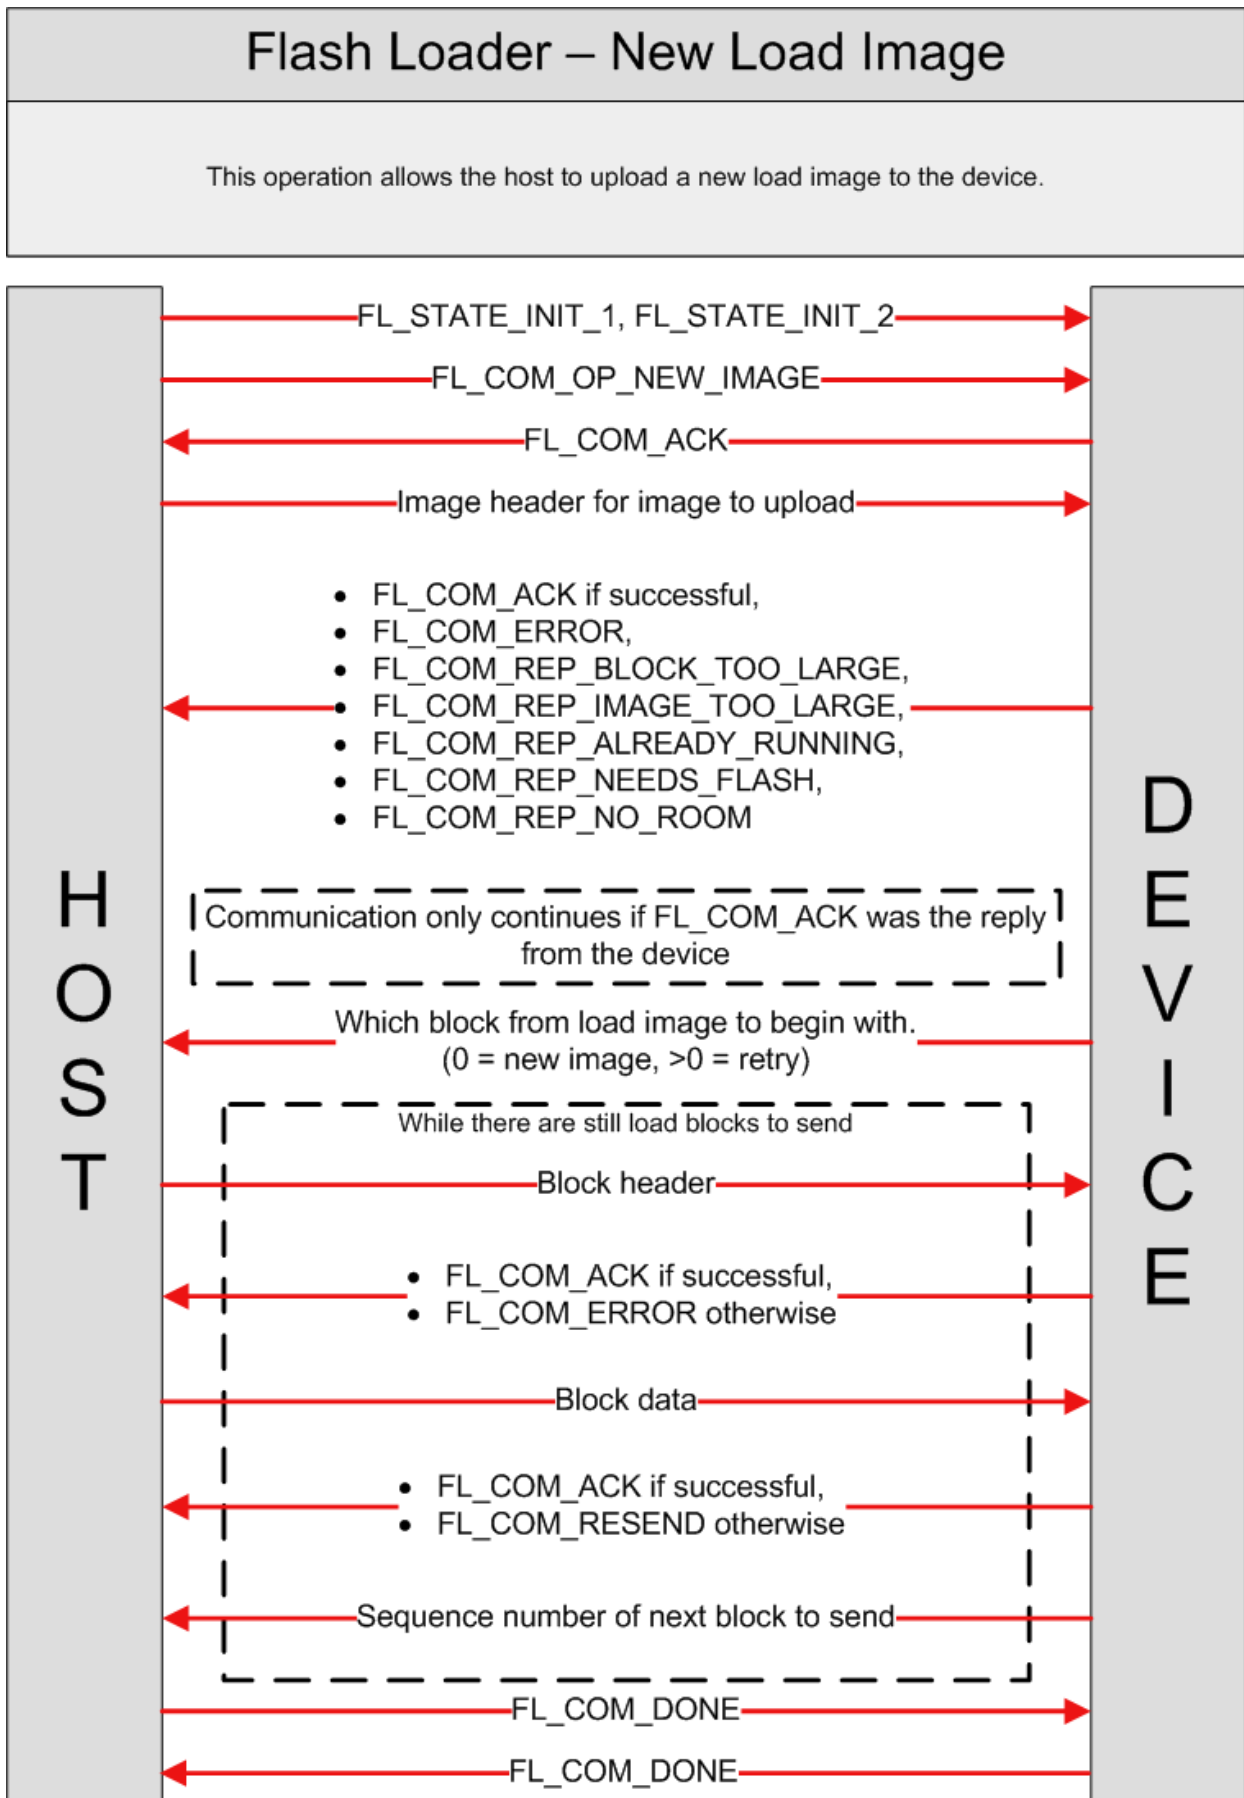 Flash Loader – New Load Image
This operation allows the host to upload a new load image to the device.
FL_STATE_INIT_1, FL_STATE_INIT_2
FL_COM_OP_NEW_IMAGE
FL_COM_ACK
Image header for image to upload
• FL_COM_ACK if successful,
• FL_COM_ERROR,
• FL_COM_REP_BLOCK_TOO_LARGE,
• FL_COM_REP_IMAGE_TOO_LARGE,
• FL_COM_REP_ALREADY_RUNNING,
• FL_COM_REP_NEEDS_FLASH,
• FL_COM_REP_NO_ROOM
HOST
DEVICE
Communication only continues if FL_COM_ACK was the reply
from the device
Which block from load image to begin with.
(0 = new image, >0 = retry)
While there are still load blocks to send
Block header
• FL_COM_ACK if successful,
• FL_COM_ERROR otherwise
Block data
• FL_COM_ACK if successful,
• FL_COM_RESEND otherwise
Sequence number of next block to send
FL_COM_DONE
FL_COM_DONE